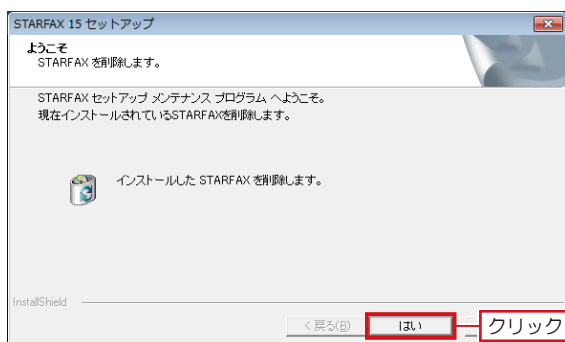 STARFAX 15 セットアップ
ようこそ
STARFAX を削除します。
STARFAX セットアップ メンテナンス プログラム へようこそ。
現在インストールされているSTARFAXを削除します。
インストールした STARFAX を削除します。
InstallShield
< 戻る(B)
はい
クリック